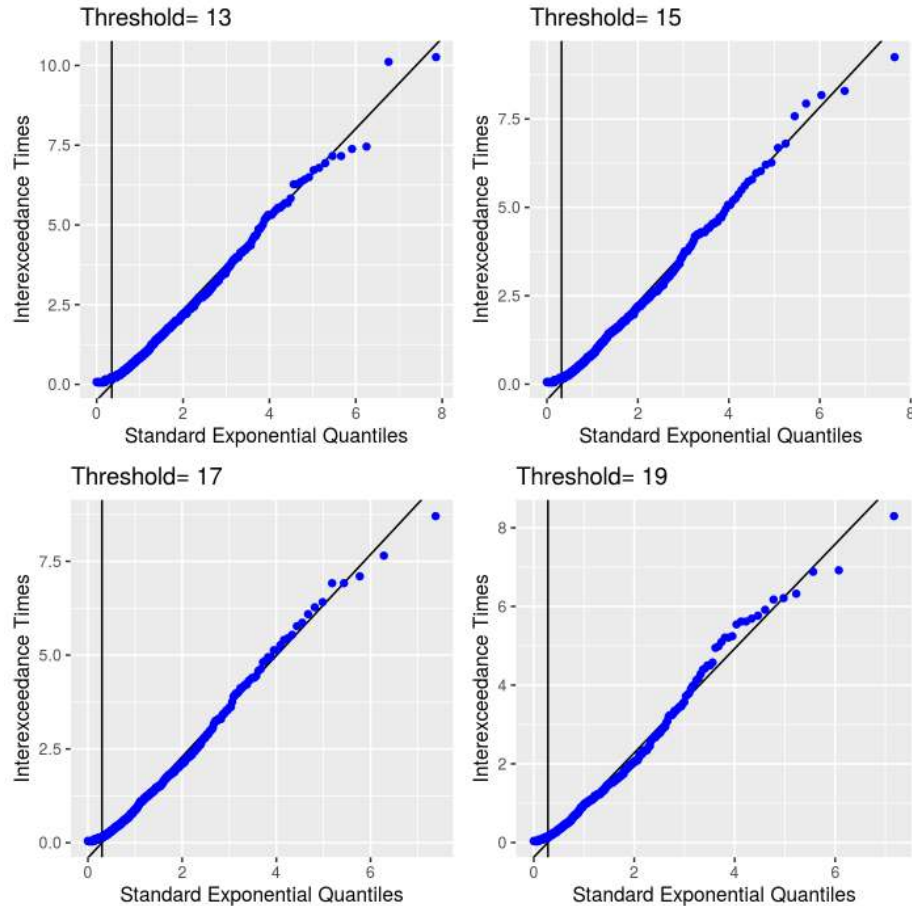 Threshold= 13
Interexceedance Times
10.0
7.5
5.0
2.5
0.0
0 2 4 6 8
Standard Exponential Quantiles
Threshold= 15
Interexceedance Times
7.5
5.0
2.5
0.0
0 2 4 6 8
Standard Exponential Quantiles
Threshold= 17
Interexceedance Times
7.5
5.0
2.5
0.0
0 2 4 6
Standard Exponential Quantiles
Threshold= 19
Interexceedance Times
8
6
4
2
0
0 2 4 6
Standard Exponential Quantiles